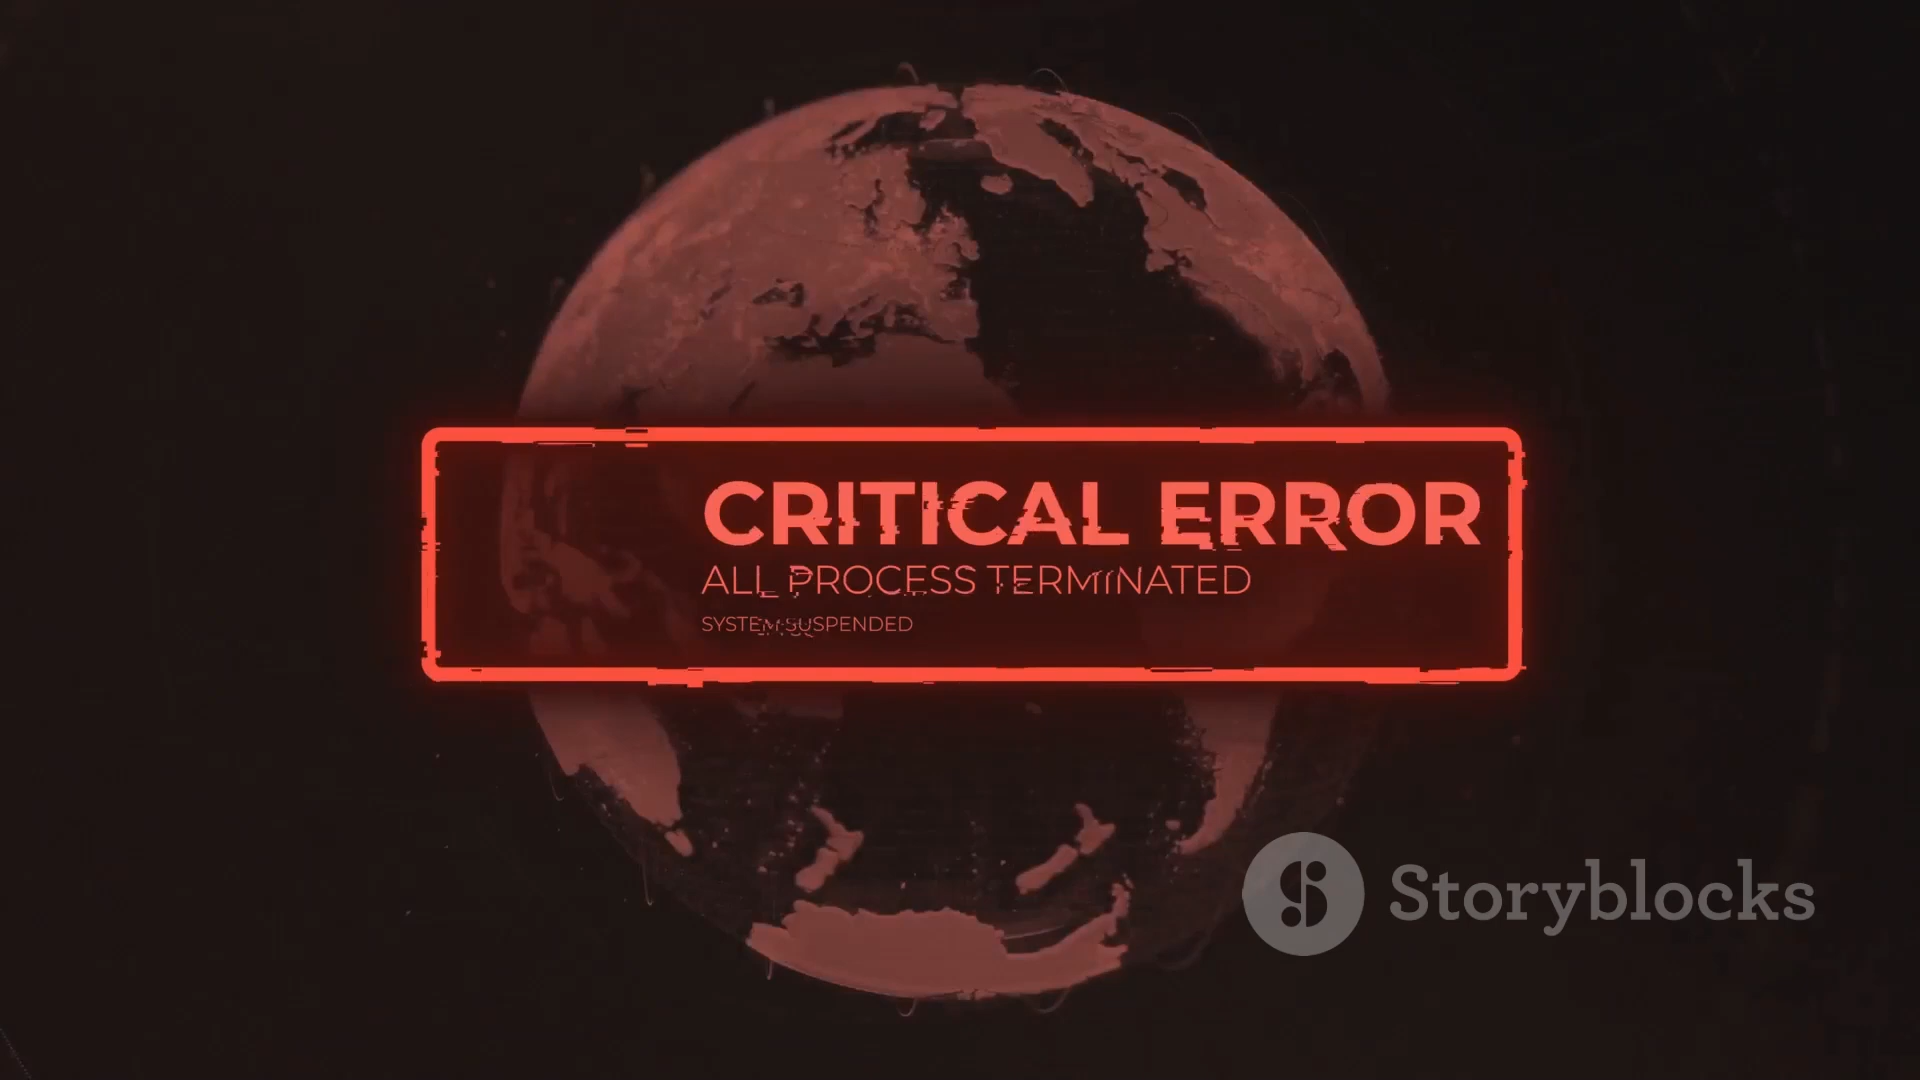 CRITICAL ERROR
ALL PROCESS TERMINATED
SYSTEM SUSPENDED
Storyblocks